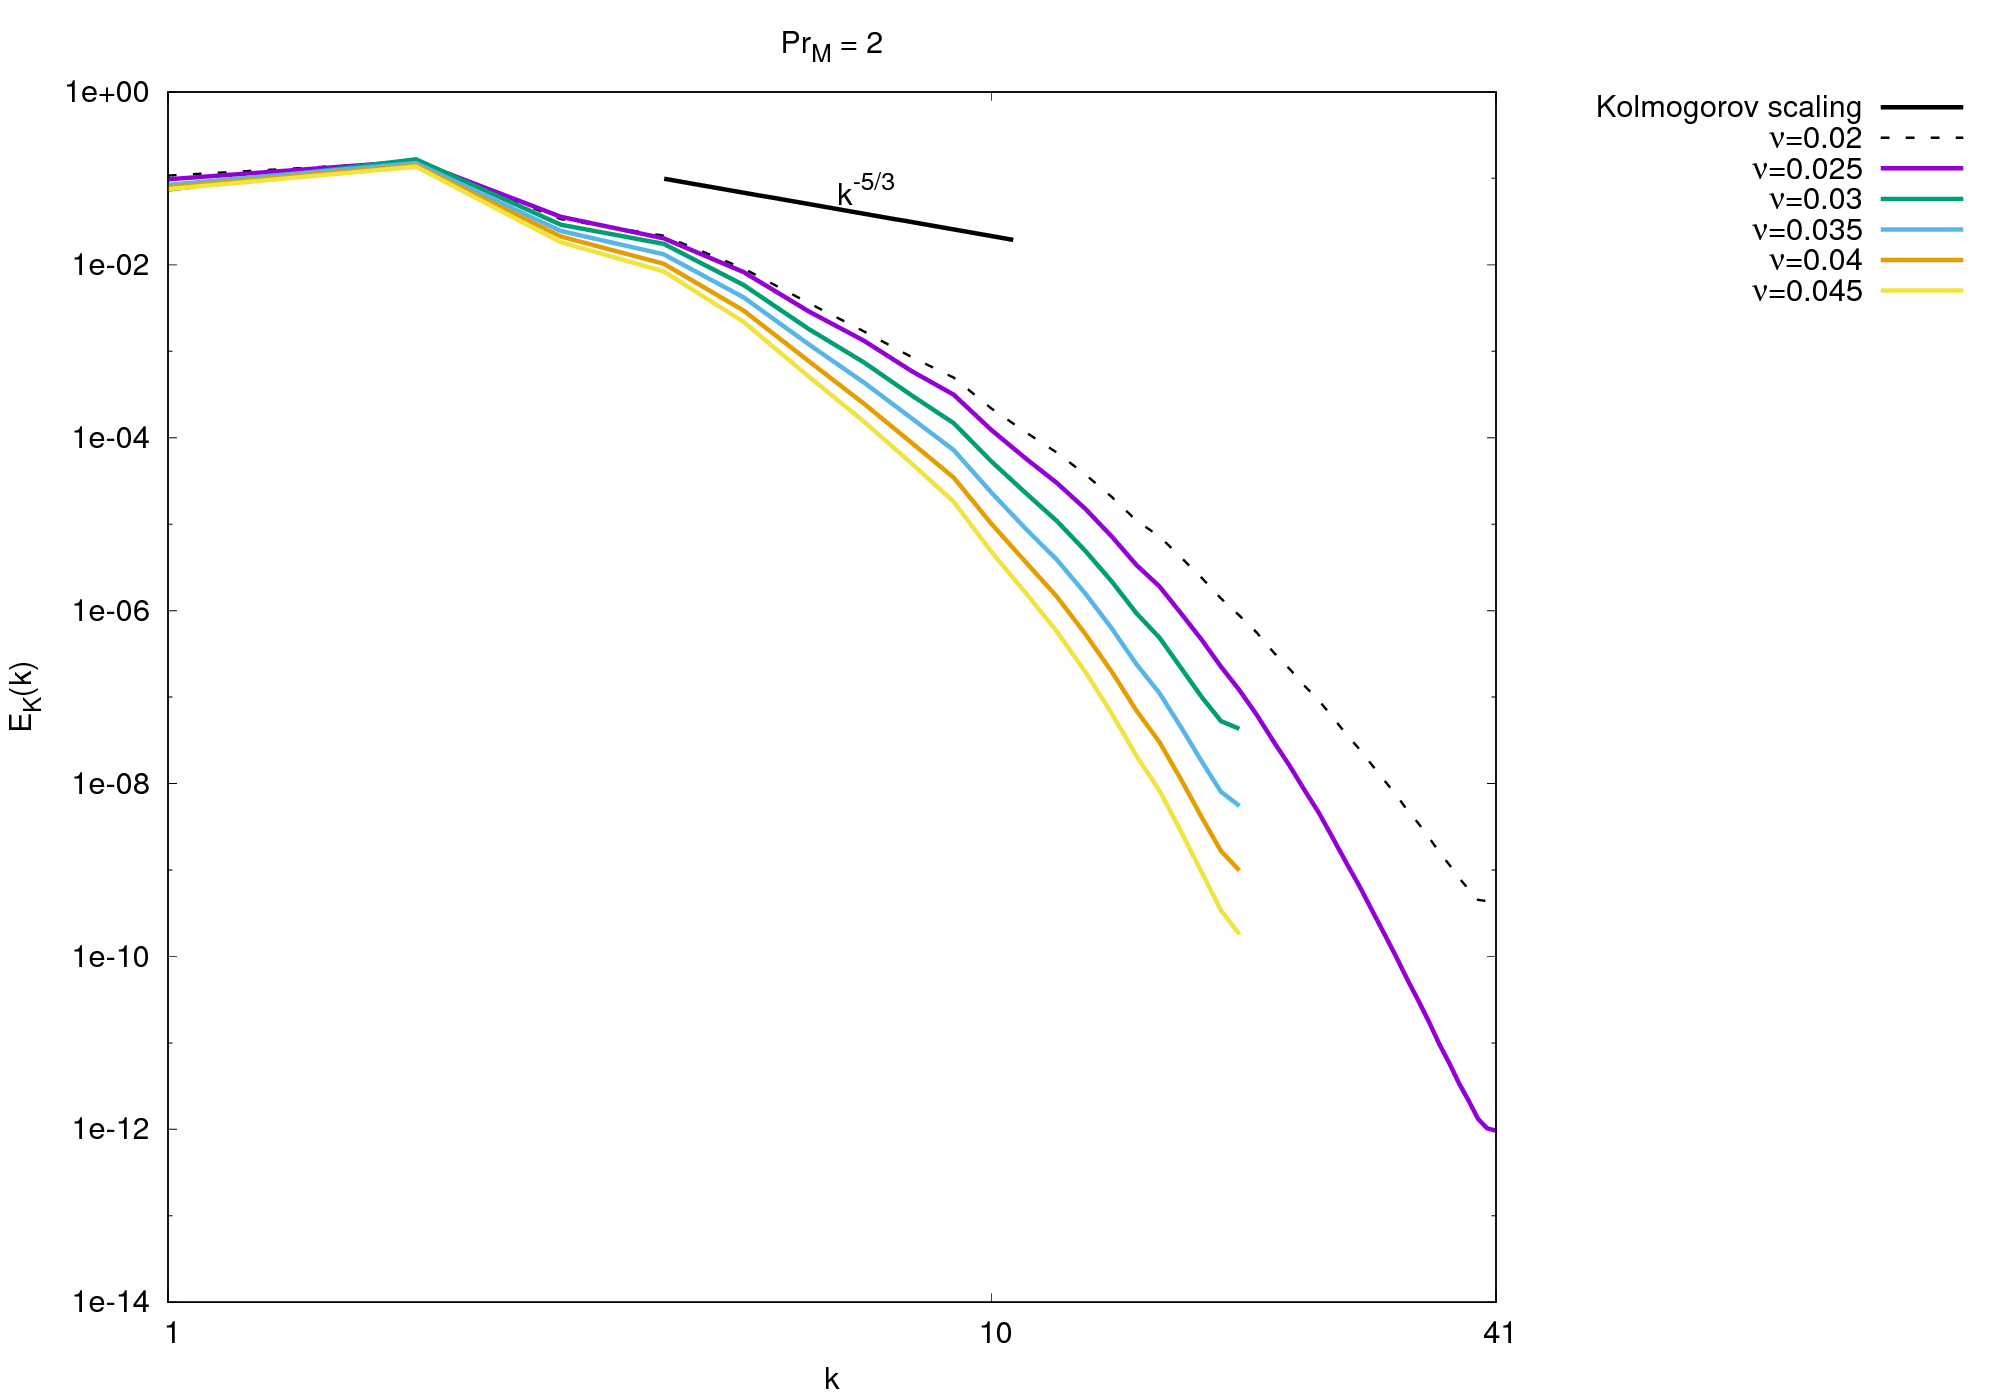 Pr_M = 2
1e+00
1e-02
1e-04
1e-06
1e-08
1e-10
1e-12
1e-14
E_K(k)
1
10
41
k
k^-5/3
Kolmogorov scaling
ν=0.02
ν=0.025
ν=0.03
ν=0.035
ν=0.04
ν=0.045